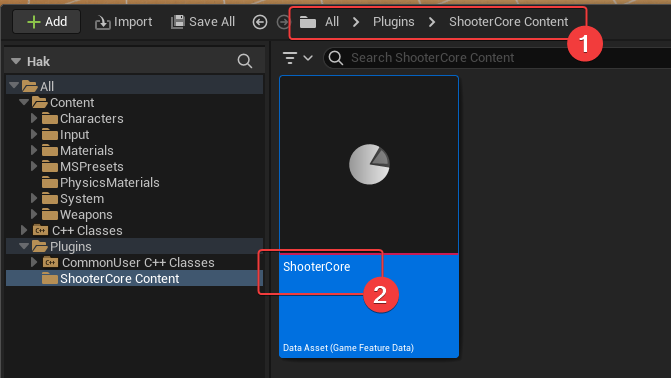 + Add Import Save All All > Plugins > ShooterCore Content
1
Hak
Search ShooterCore Content
All
Content
Characters
Input
Materials
MSPresets
PhysicsMaterials
System
Weapons
C++ C++ Classes
Plugins
C++ CommonUser C++ Classes
ShooterCore Content
ShooterCore
2
Data Asset (Game Feature Data)